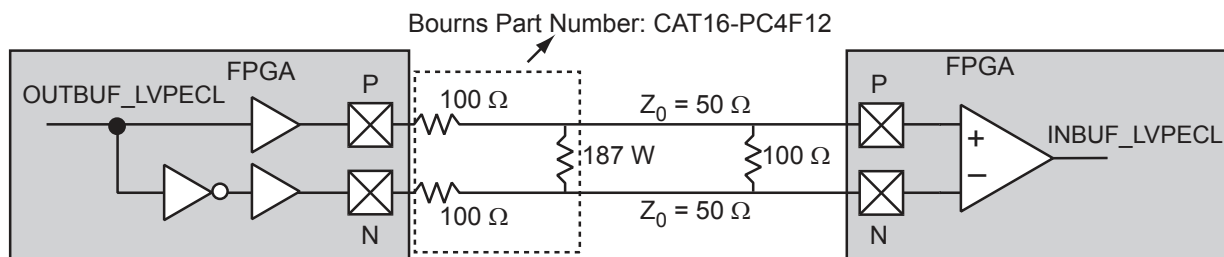 Bourns Part Number: CAT16-PC4F12
FPGA
OUTBUF_LVPECL
P
100 Ω
Z0 = 50 Ω
P
FPGA
187 W
100 Ω
+
–
INBUF_LVPECL
N
100 Ω
Z0 = 50 Ω
N